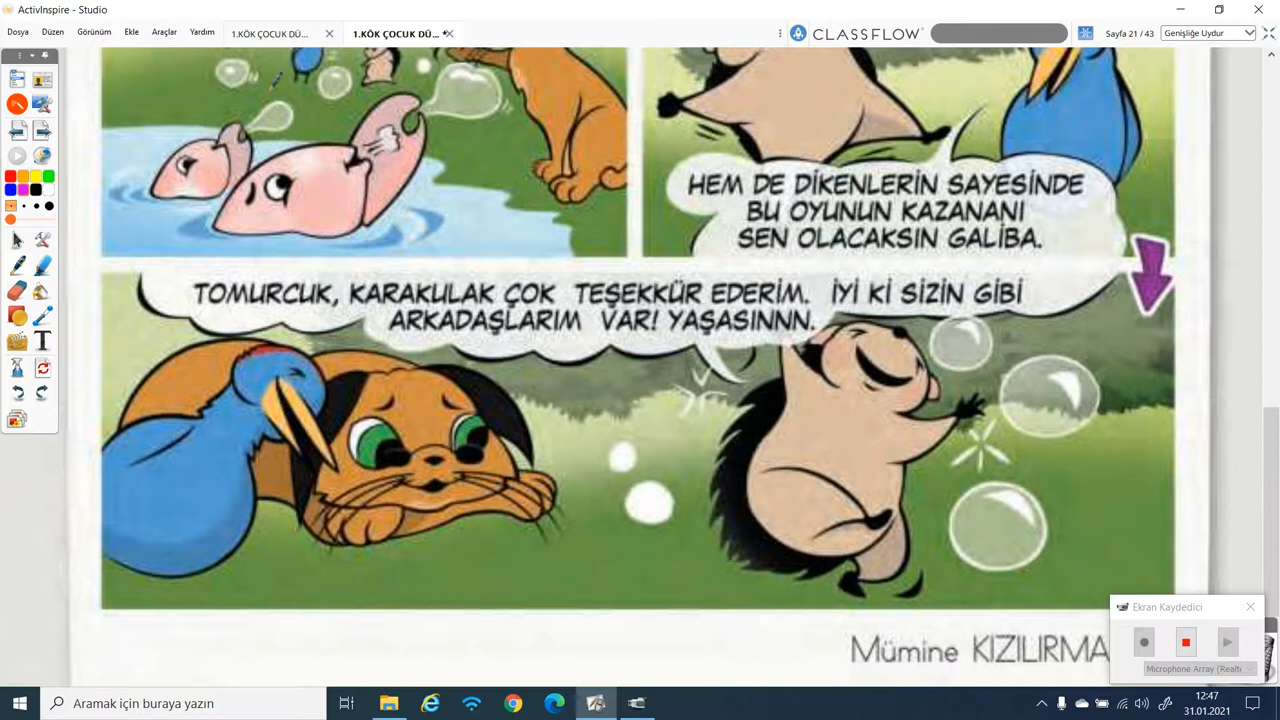 ActivInspire - Studio
Dosya Düzen Görünüm Ekle Araçlar Yardım
1.KÖK ÇOCUK DÜ...
1.KÖK ÇOCUK DÜ... *
CLASSFLOW
Sayfa 21 / 43
Genişliğe Uydur
HEM DE DİKENLERİN SAYESİNDE
BU OYUNUN KAZANANI
SEN OLACAKSIN GALİBA.
TOMURCUK, KARAKULAK ÇOK TEŞEKKÜR EDERİM. İYİ Kİ SİZİN GİBİ
ARKADAŞLARIM VAR! YAŞASINNN.
Mümine KIZILIRMA
Ekran Kaydedici
Microphone Array (Realt
Aramak için buraya yazın
12:47
31.01.2021